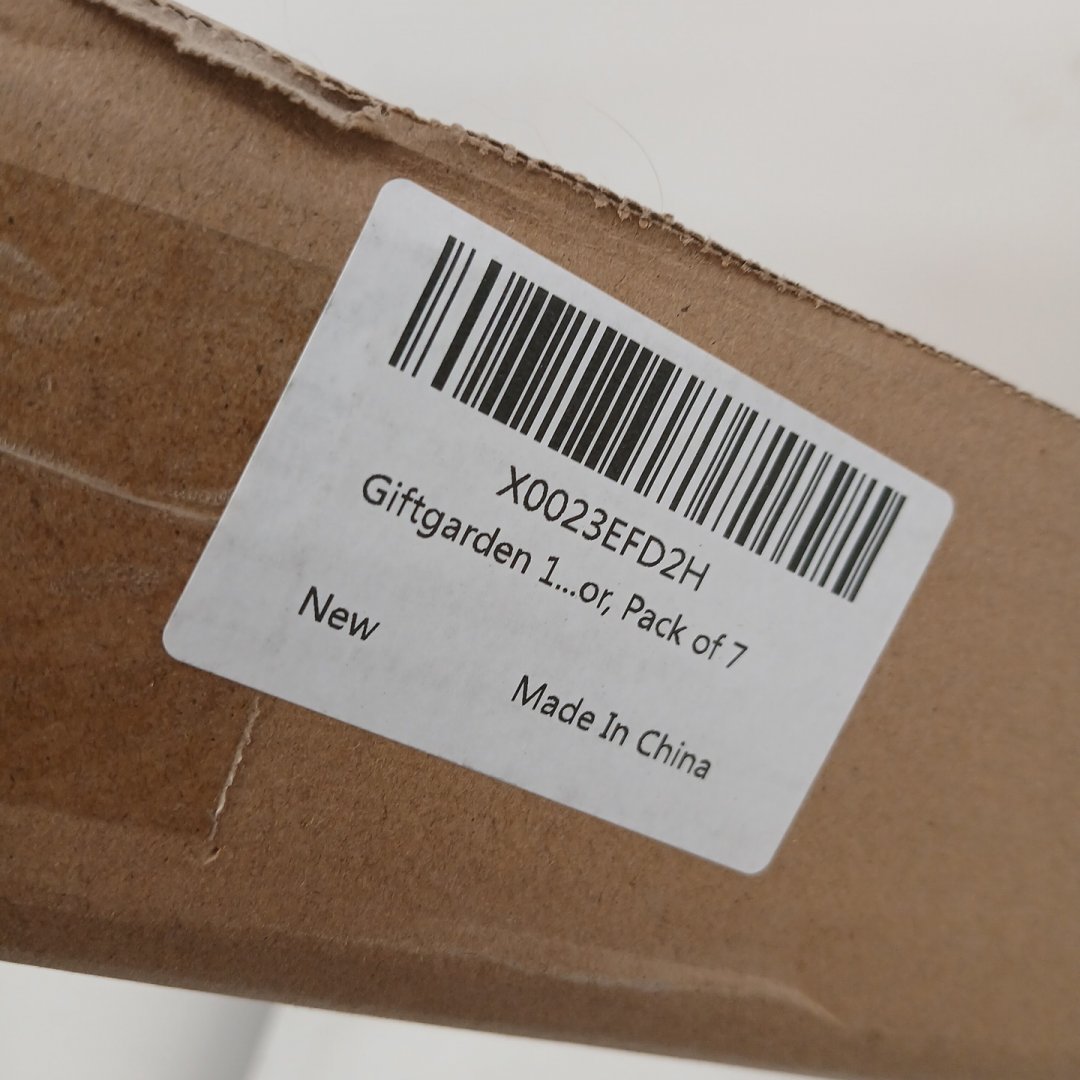 X0023EFD2H
Giftgarden 1...or, Pack of 7
New
Made In China